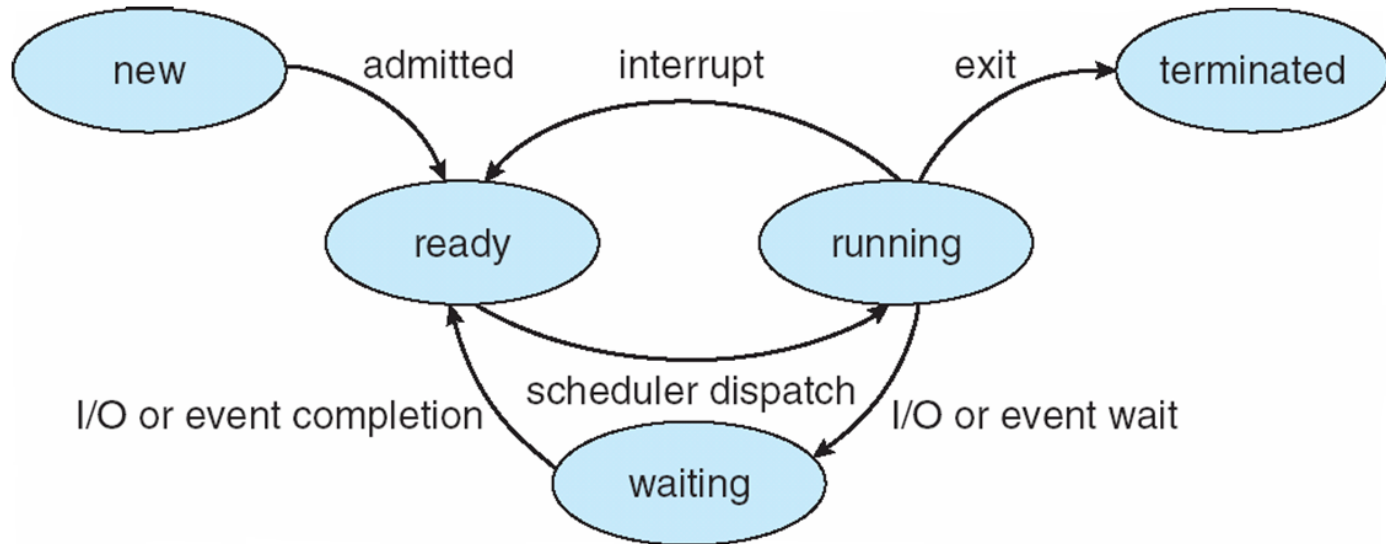 new
admitted
interrupt
exit
terminated
ready
running
scheduler dispatch
I/O or event completion
I/O or event wait
waiting